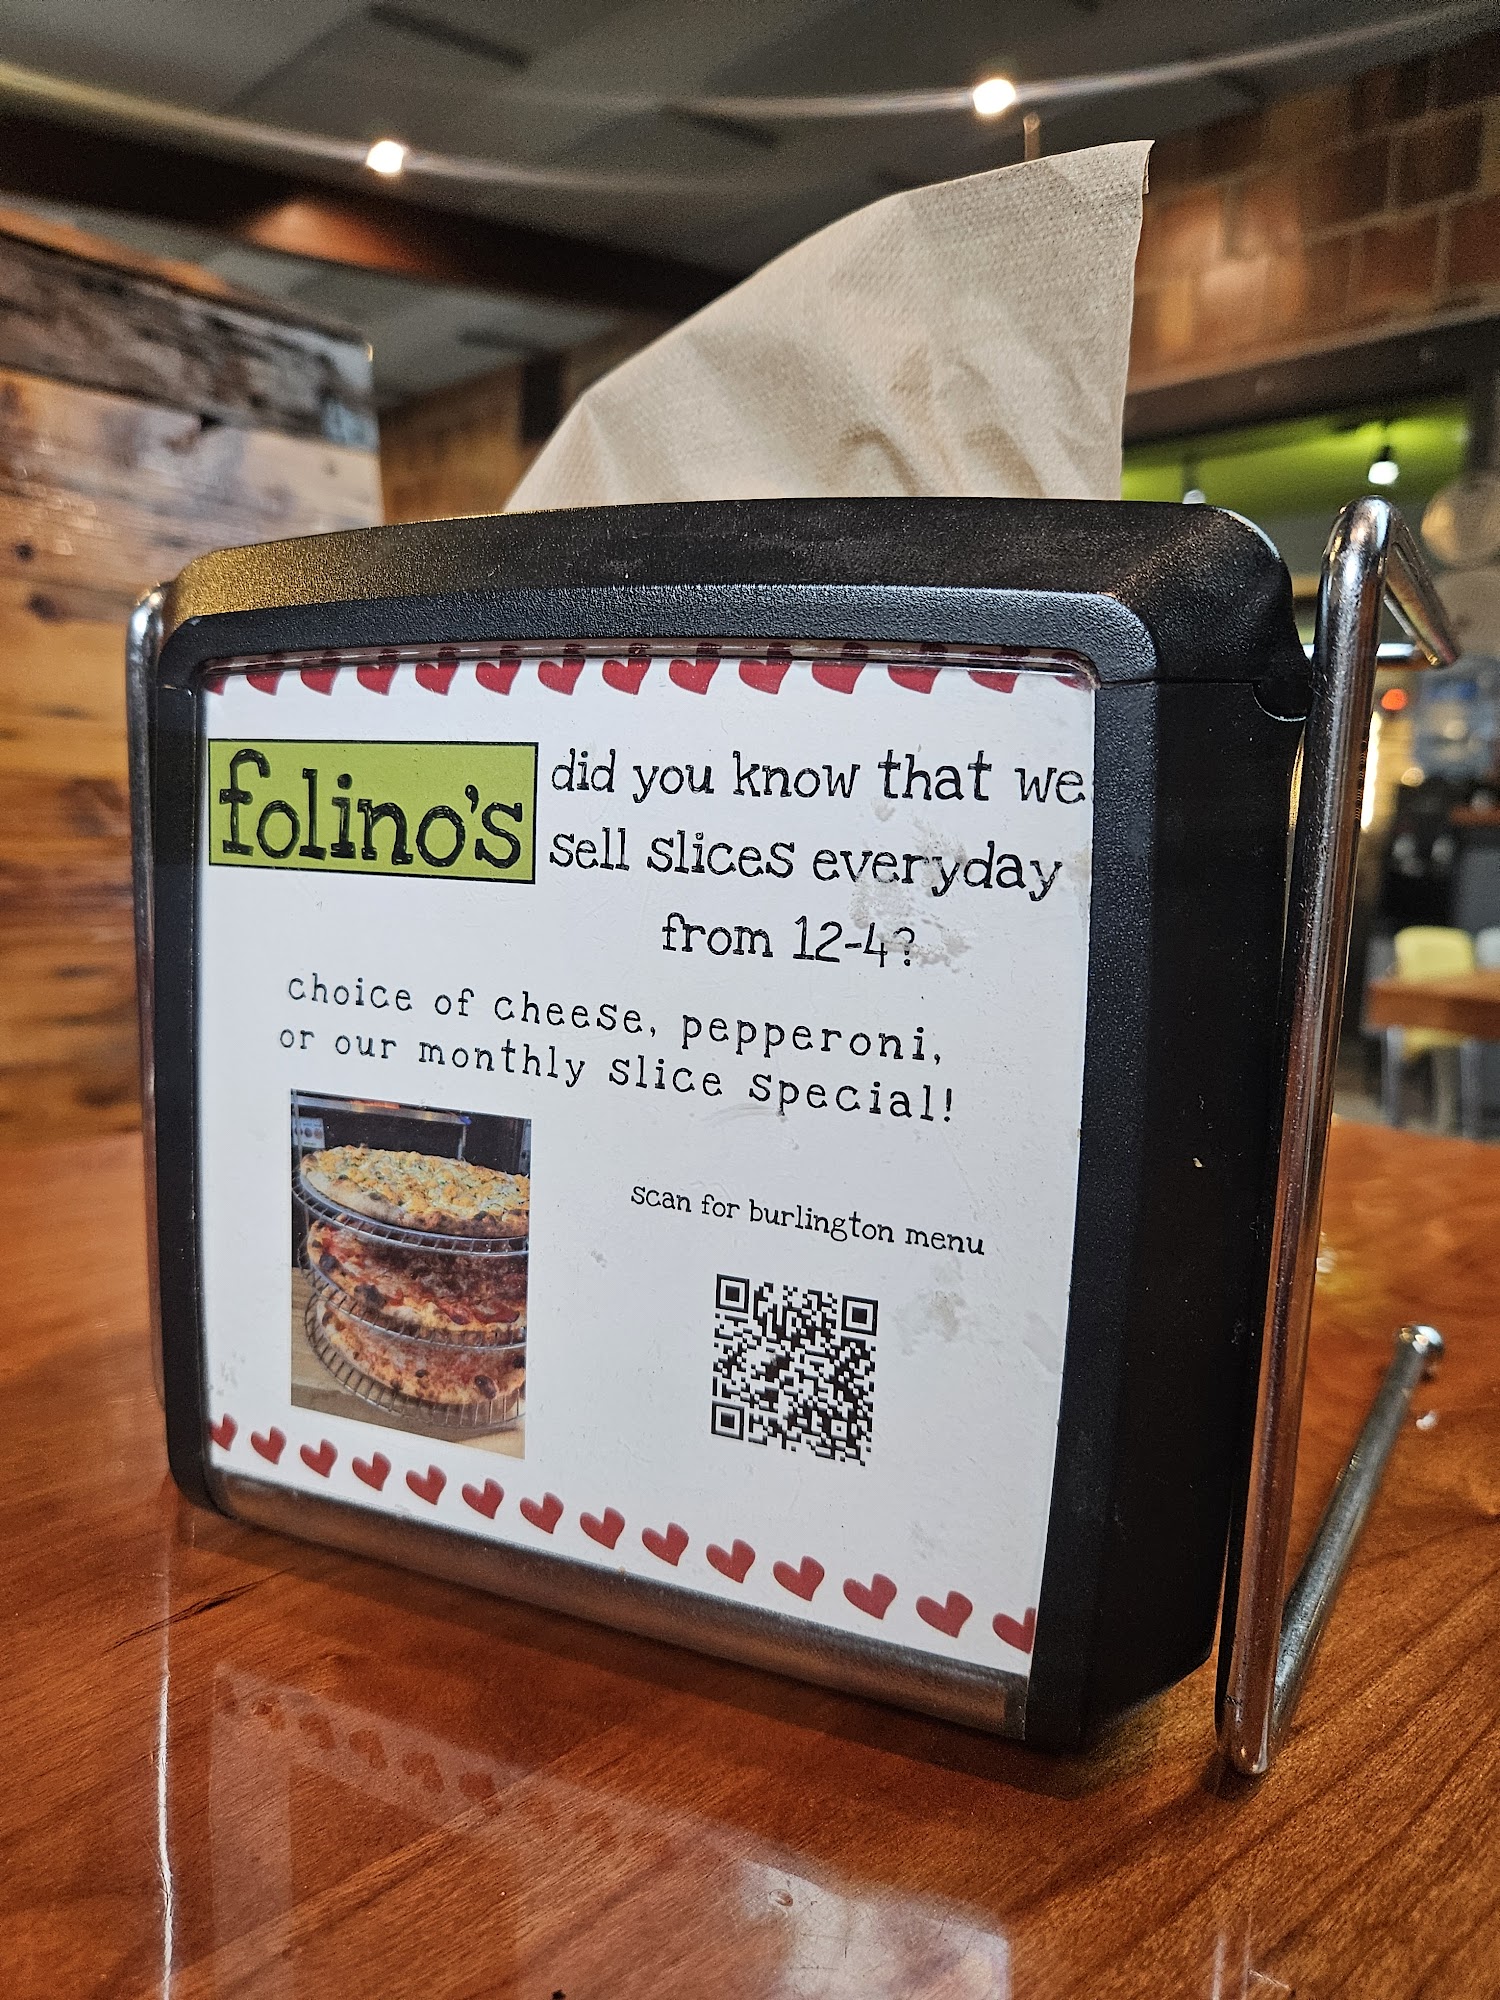 folino's
did you know that we
sell slices everyday
from 12-4?
choice of cheese, pepperoni,
or our monthly slice special!
scan for burlington menu